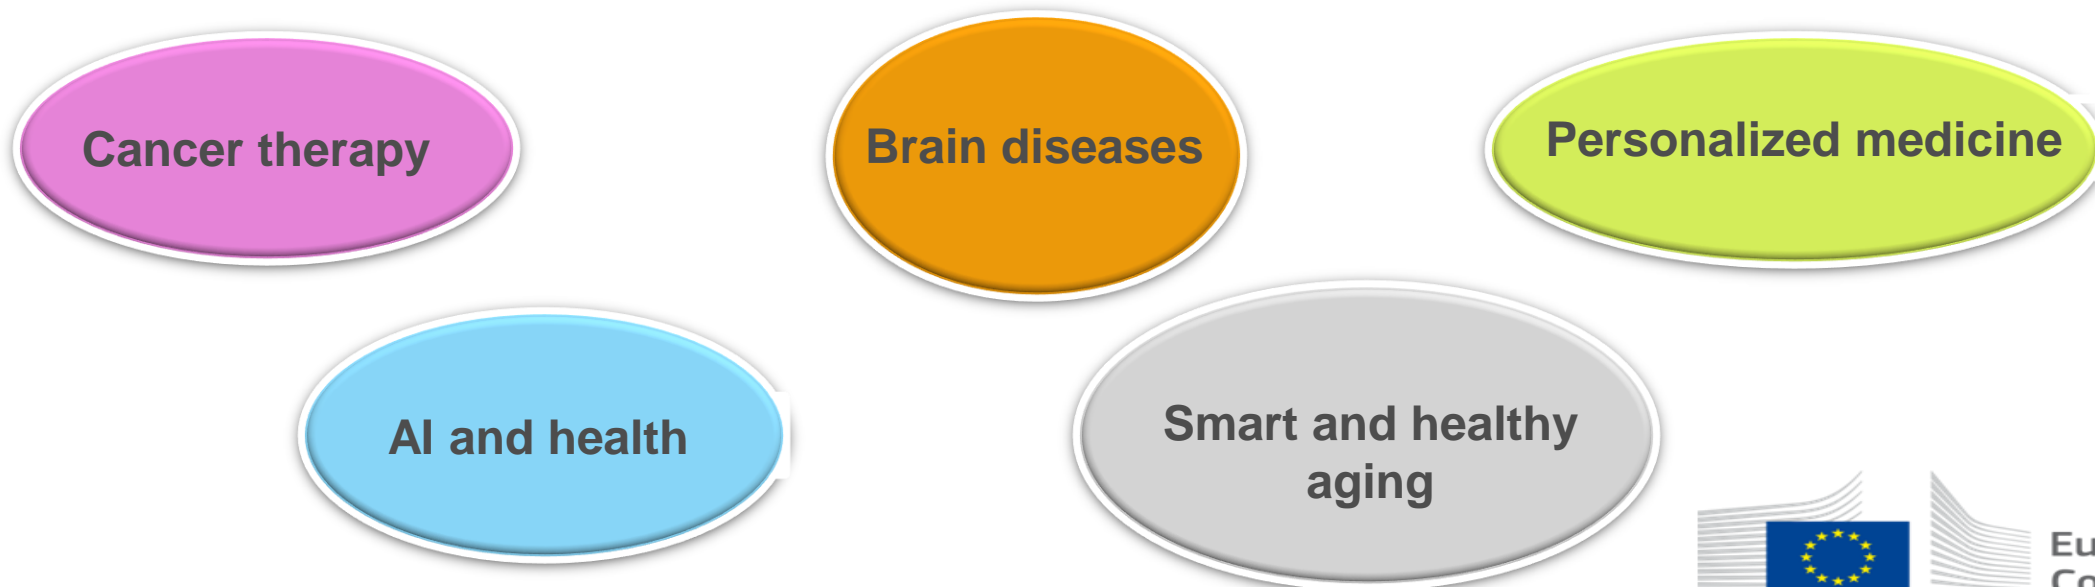 Cancer therapy
Brain diseases
Personalized medicine
AI and health
Smart and healthy
aging